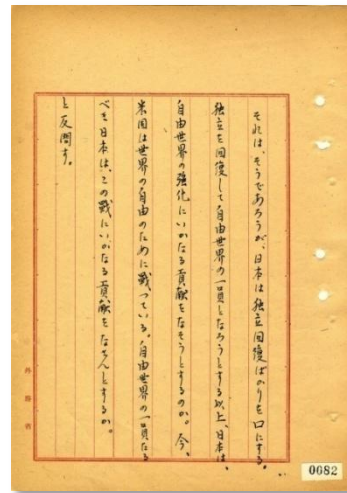 それは、そうであろうが、日本は独立回復ばかりを口にする。
独立を回復して自由世界の一員となろうとする以上、日本は、
自由世界の強化にいかなる貢献をなそうとするのか。今、
米国は世界の自由のために戦っている。自由世界の一員たる
べき日本は、この戦にいかなる貢献をなさんとするか。
と反問す。
外務省
0682